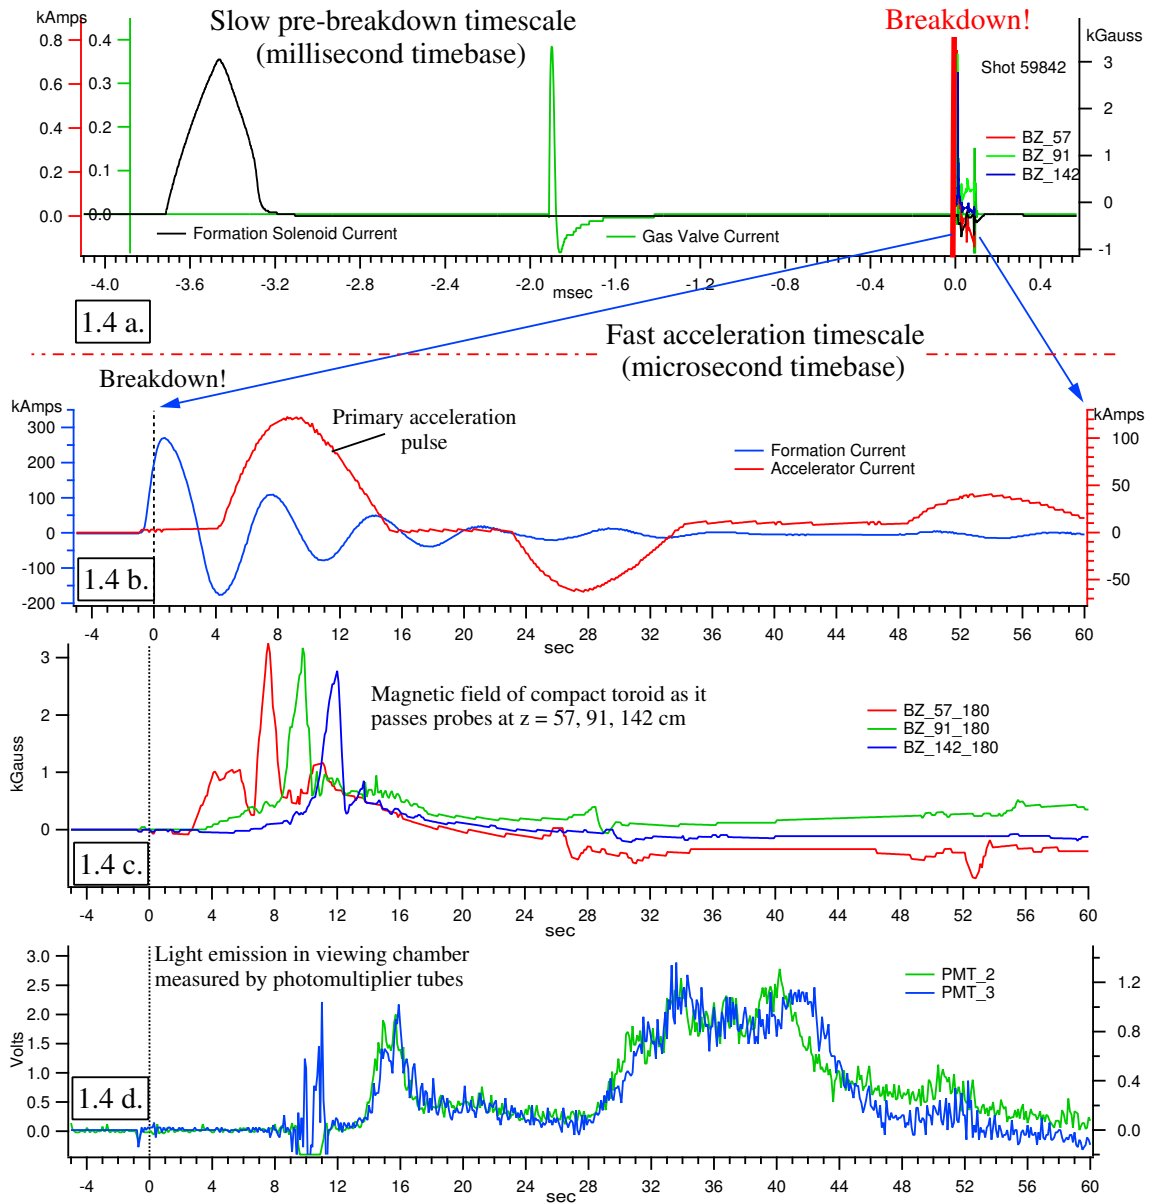 kAmps
Slow pre-breakdown timescale
(millisecond timebase)
Breakdown!
kGauss
Shot 59842
0.8
0.6
0.4
0.2
0.0
0.4
0.3
0.2
0.1
0.0
3
2
1
0
-1
BZ_57
BZ_91
BZ_142
Formation Solenoid Current
Gas Valve Current
-4.0 -3.6 -3.2 -2.8 -2.4 -2.0 -1.6 -1.2 -0.8 -0.4 0.0 0.4
msec
1.4 a.
Fast acceleration timescale
(microsecond timebase)
Breakdown!
kAmps
kAmps
Primary acceleration
pulse
Formation Current
Accelerator Current
300
200
100
0
-100
-200
100
50
0
-50
1.4 b.
-4 0 4 8 12 16 20 24 28 32 36 40 44 48 52 56 60
sec
kGauss
3
2
1
0
Magnetic field of compact toroid as it
passes probes at z = 57, 91, 142 cm
BZ_57_180
BZ_91_180
BZ_142_180
1.4 c.
-4 0 4 8 12 16 20 24 28 32 36 40 44 48 52 56 60
sec
Light emission in viewing chamber
measured by photomultiplier tubes
PMT_2
PMT_3
Volts
3.0
2.5
2.0
1.5
1.0
0.5
0.0
1.2
0.8
0.4
0.0
1.4 d.
-4 0 4 8 12 16 20 24 28 32 36 40 44 48 52 56 60
sec